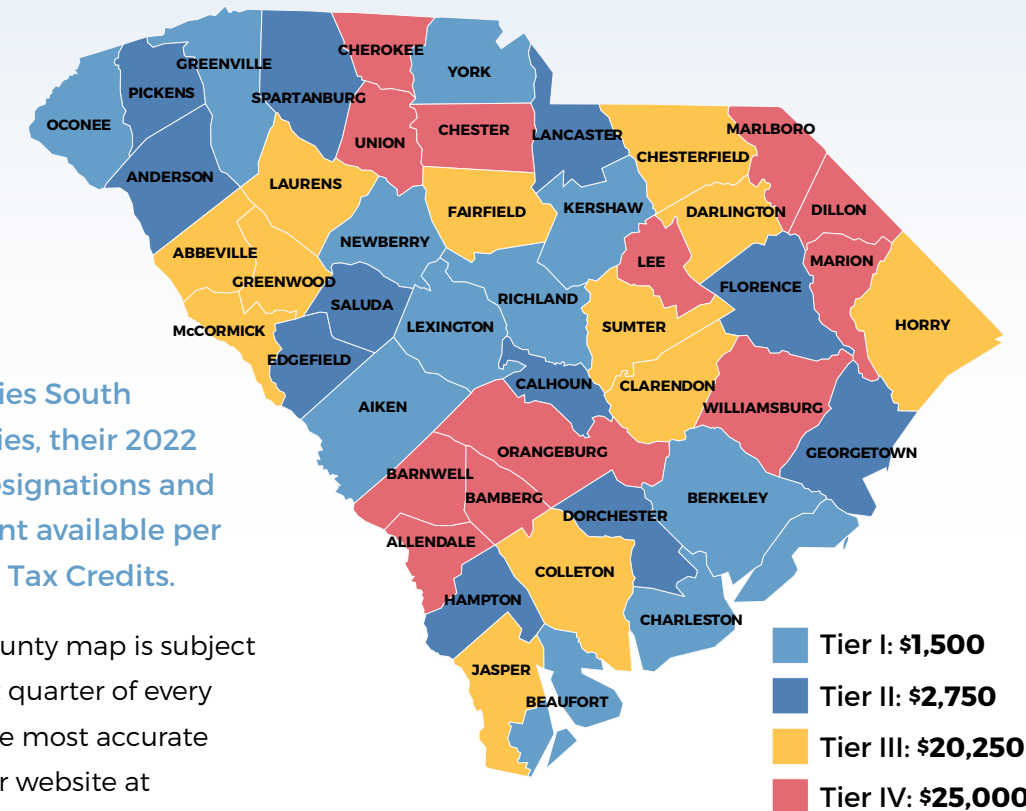 CHEROKEE
GREENVILLE
YORK
PICKENS
SPARTANBURG
OCONEE
CHESTER
MARLBORO
LANCASTER
UNION
CHESTERFIELD
ANDERSON
LAURENS
KERSHAW
FAIRFIELD
DARLINGTON
DILLON
NEWBERRY
ABBEVILLE
LEE
MARION
GREENWOOD
FLORENCE
RICHLAND
SALUDA
McCORMICK
LEXINGTON
SUMTER
HORRY
EDGEFIELD
CALHOUN
CLARENDON
AIKEN
WILLIAMSBURG
ORANGEBURG
GEORGETOWN
BARNWELL
BAMBERG
BERKELEY
DORCHESTER
ALLENDALE
COLLETON
HAMPTON
CHARLESTON
JASPER
BEAUFORT
ies South
ies, their 2022
esignations and
nt available per
Tax Credits.
ounty map is subject
t quarter of every
e most accurate
r website at
Tier I: $1,500
Tier II: $2,750
Tier III: $20,250
Tier IV: $25,000